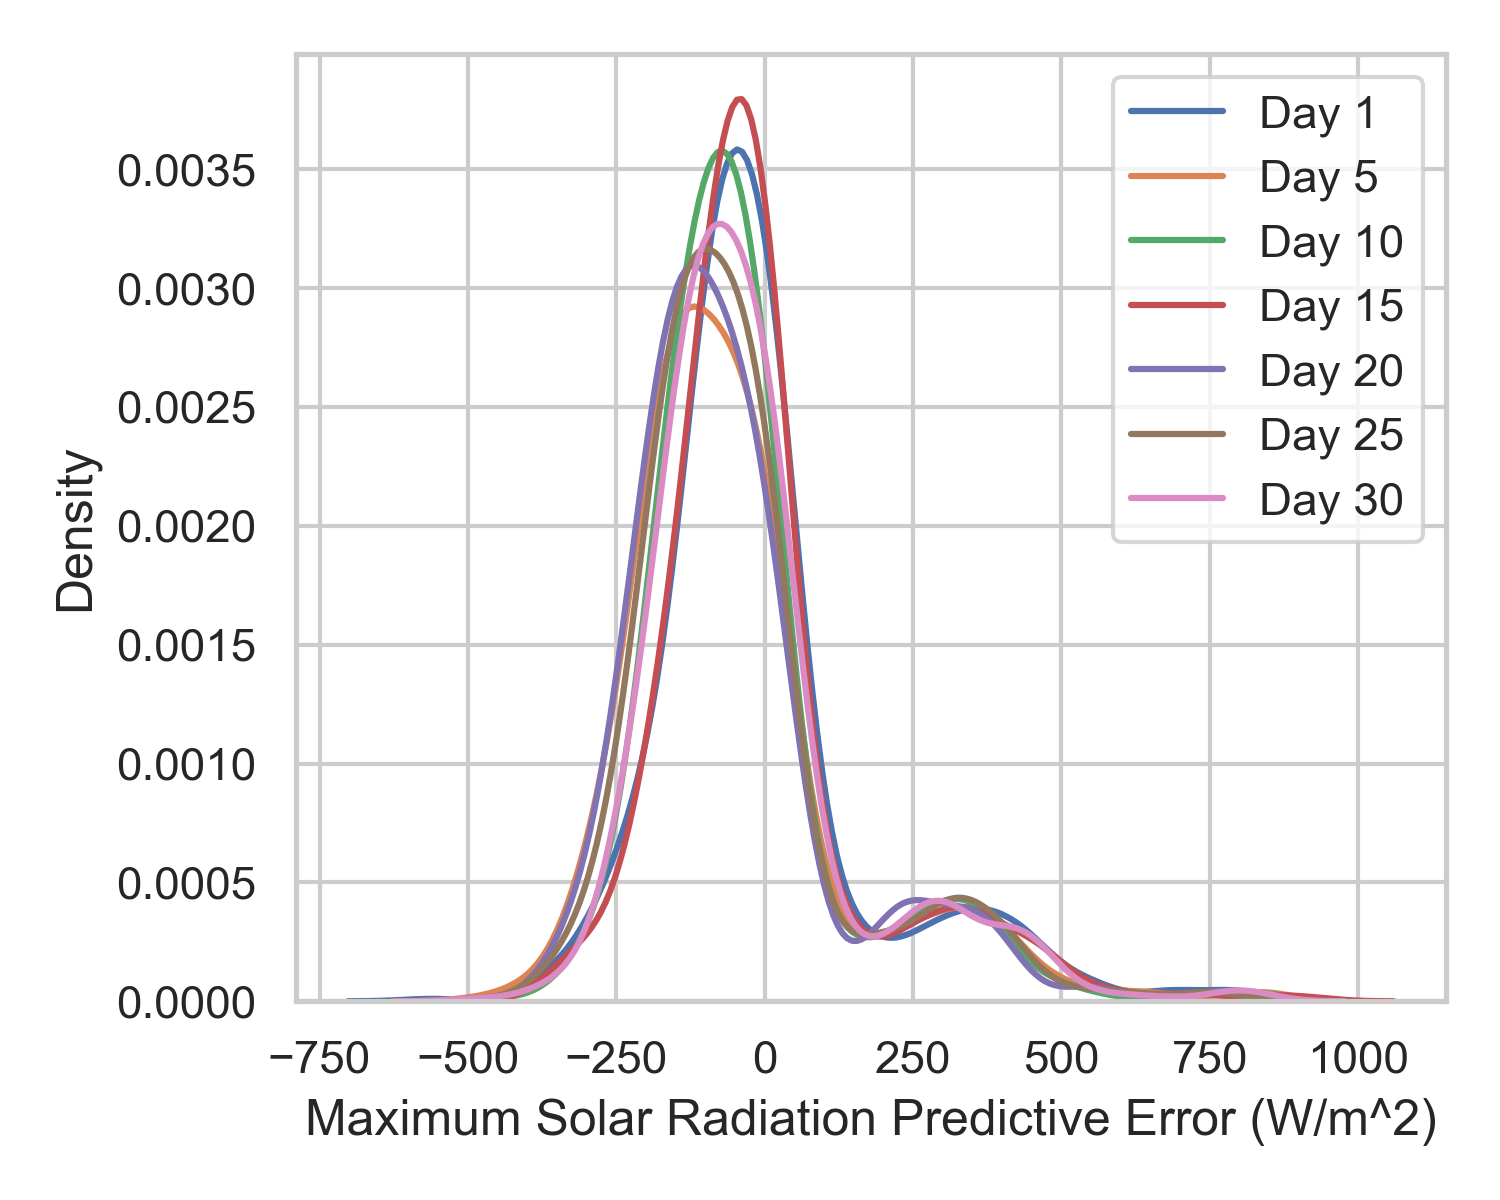 Day 1
Day 5
Day 10
Day 15
Day 20
Day 25
Day 30
0.0035
0.0030
0.0025
0.0020
0.0015
0.0010
0.0005
0.0000
Density
−750 −500 −250 0 250 500 750 1000
Maximum Solar Radiation Predictive Error (W/m^2)